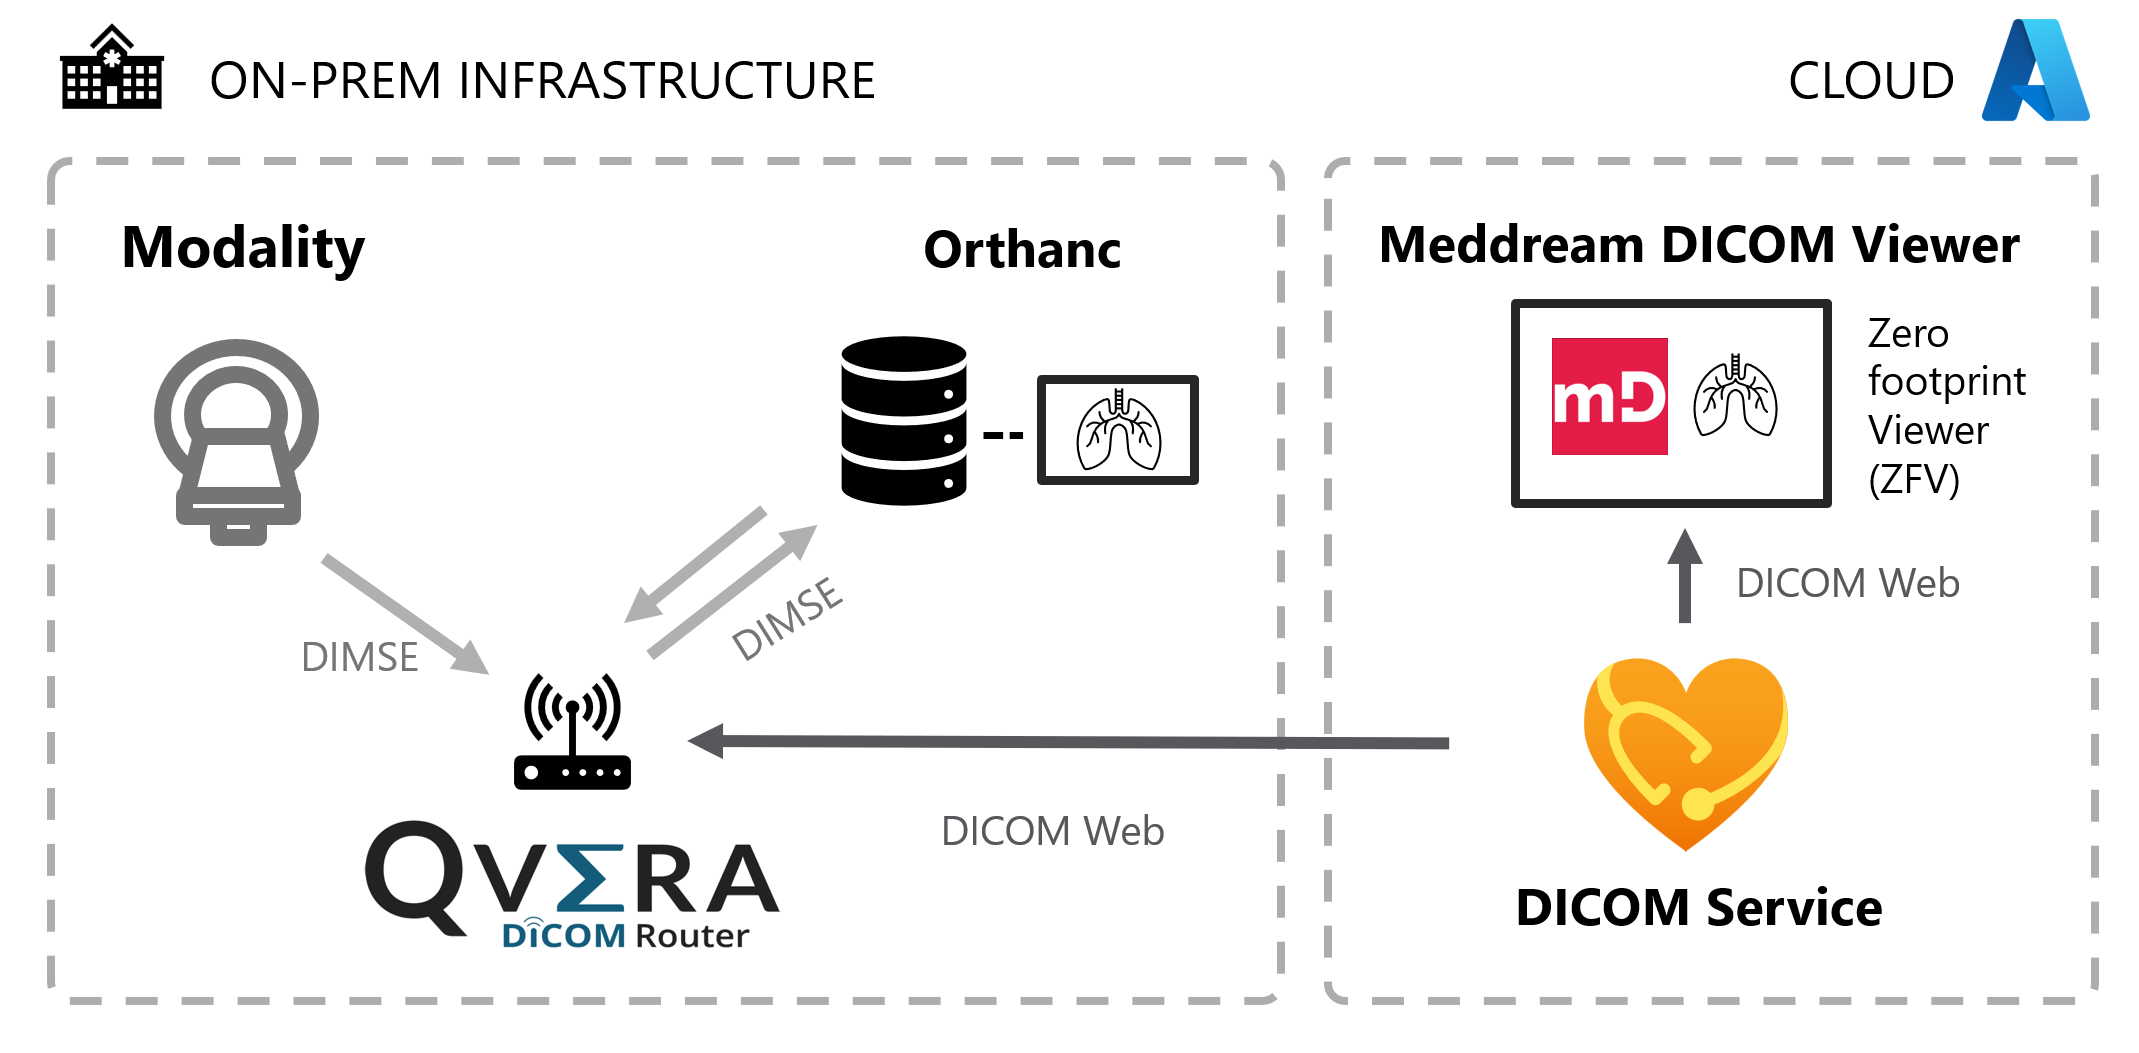 ON-PREM INFRASTRUCTURE
CLOUD
Modality
Orthanc
Meddream DICOM Viewer
mD
Zero
footprint
Viewer
(ZFV)
DIMSE
DIMSE
DICOM Web
DICOM Web
QVΣRA
DiCOM Router
DICOM Service